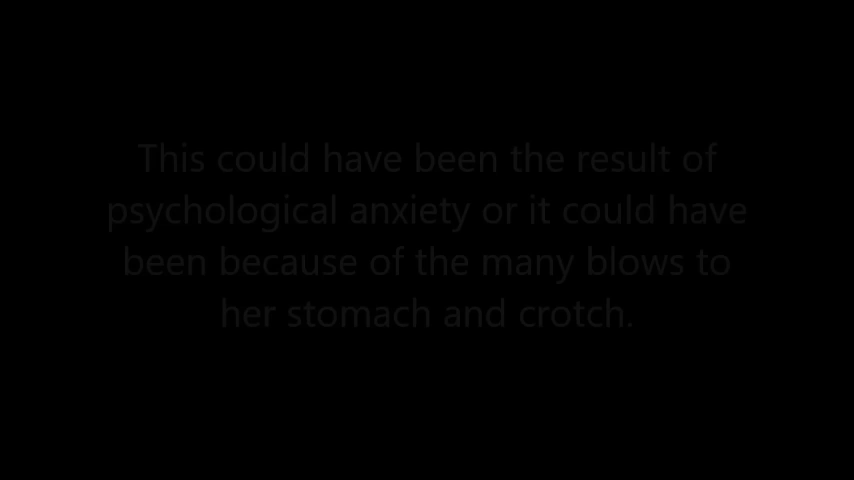 This could have been the result of
psychological anxiety or it could have
been because of the many blows to
her stomach and crotch.